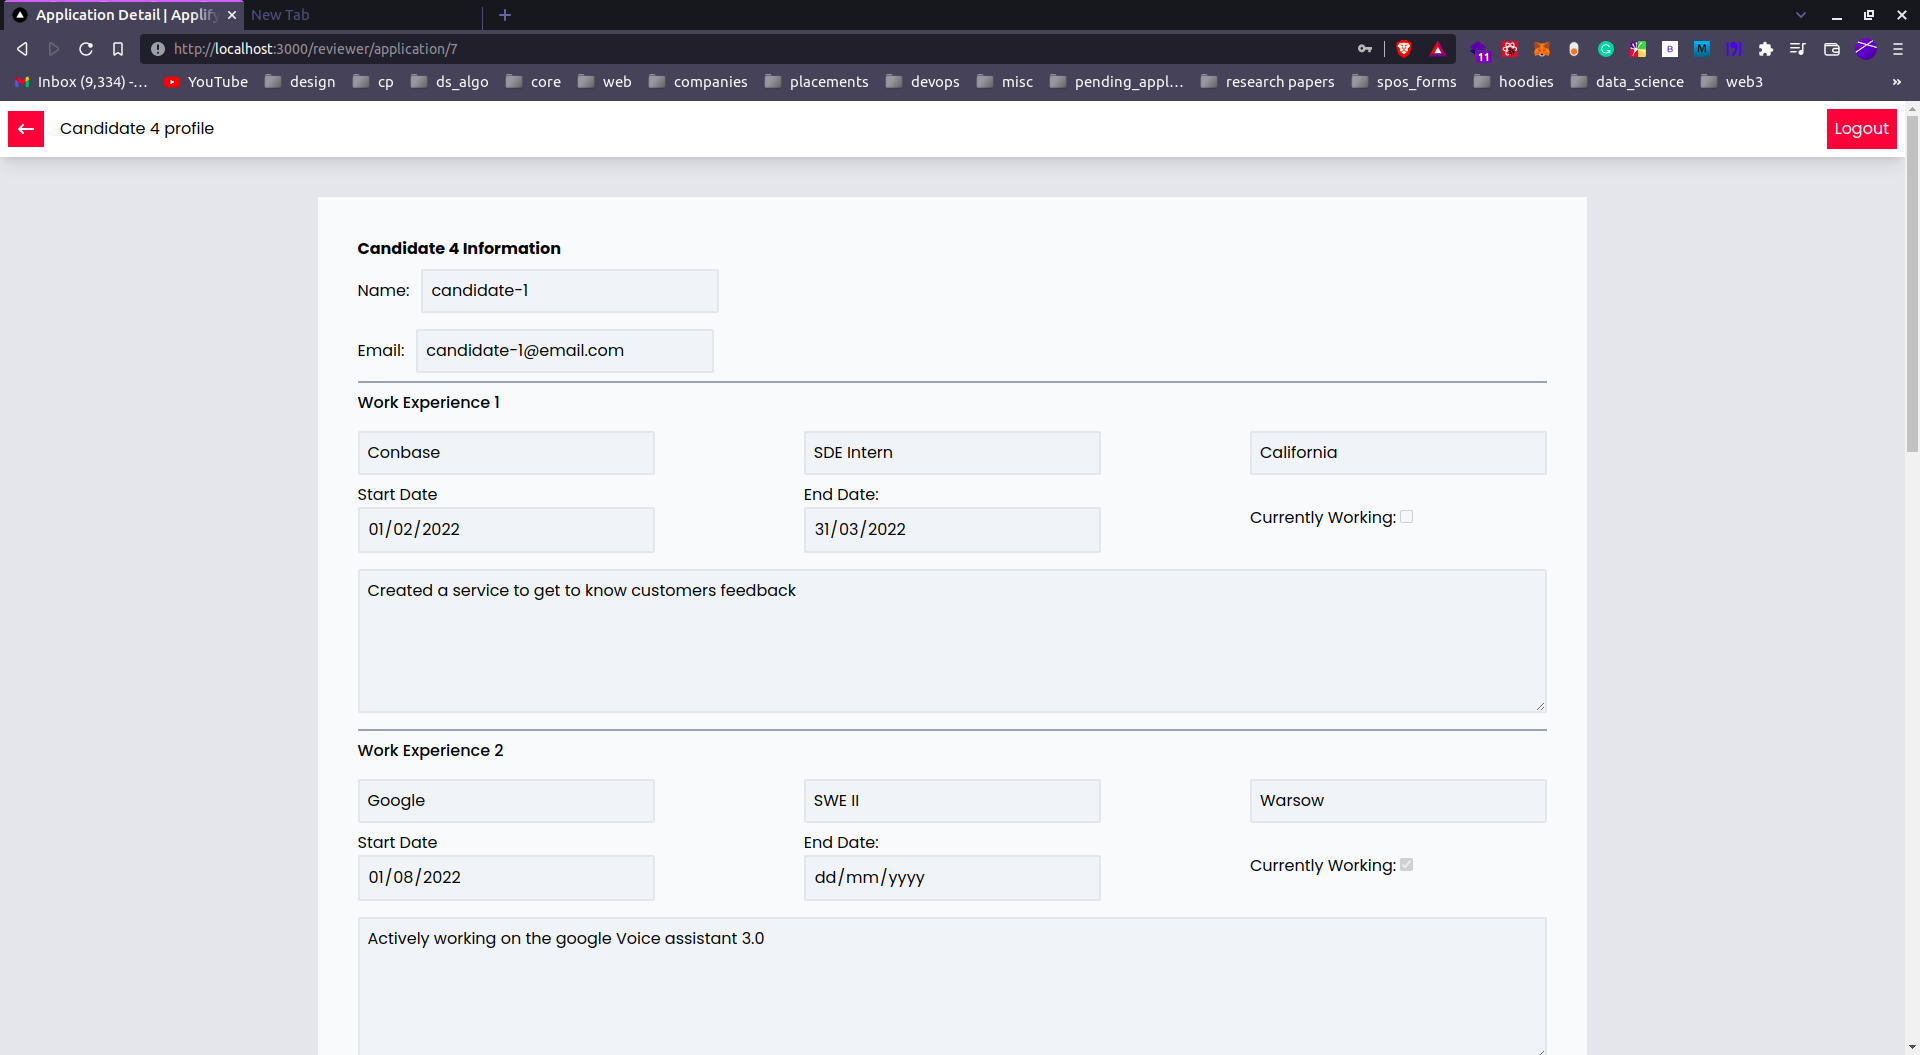 Application Detail | Applify
New Tab
http://localhost:3000/reviewer/application/7
11
B
M
Inbox (9,334) -...
YouTube
design
cp
ds_algo
core
web
companies
placements
devops
misc
pending_appl...
research papers
spos_forms
hoodies
data_science
web3
»
Candidate 4 profile
Logout
Candidate 4 Information
Name: candidate-1
Email: candidate-1@email.com
Work Experience 1
Conbase SDE Intern California
Start Date End Date:
01/02/2022 31/03/2022 Currently Working:
Created a service to get to know customers feedback
Work Experience 2
Google SWE II Warsow
Start Date End Date:
01/08/2022 dd/mm/yyyy Currently Working:
Actively working on the google Voice assistant 3.0